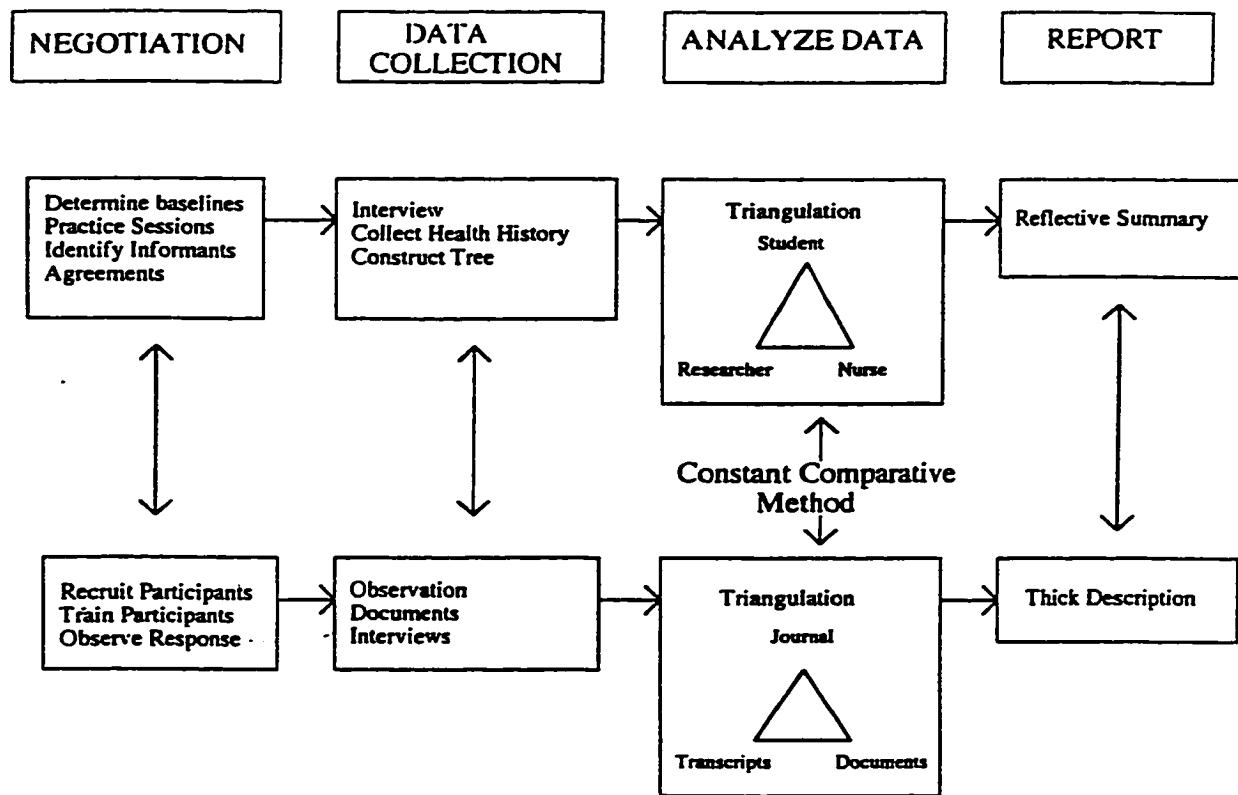 NEGOTIATION
DATA
COLLECTION
ANALYZE DATA
REPORT
Determine baselines
Practice Sessions
Identify Informants
Agreements
Interview
Collect Health History
Construct Tree
Triangulation
Student
Researcher Nurse
Reflective Summary
Constant Comparative
Method
Recruit Participants
Train Participants
Observe Response
Observation
Documents
Interviews
Triangulation
Journal
Transcripts Documents
Thick Description